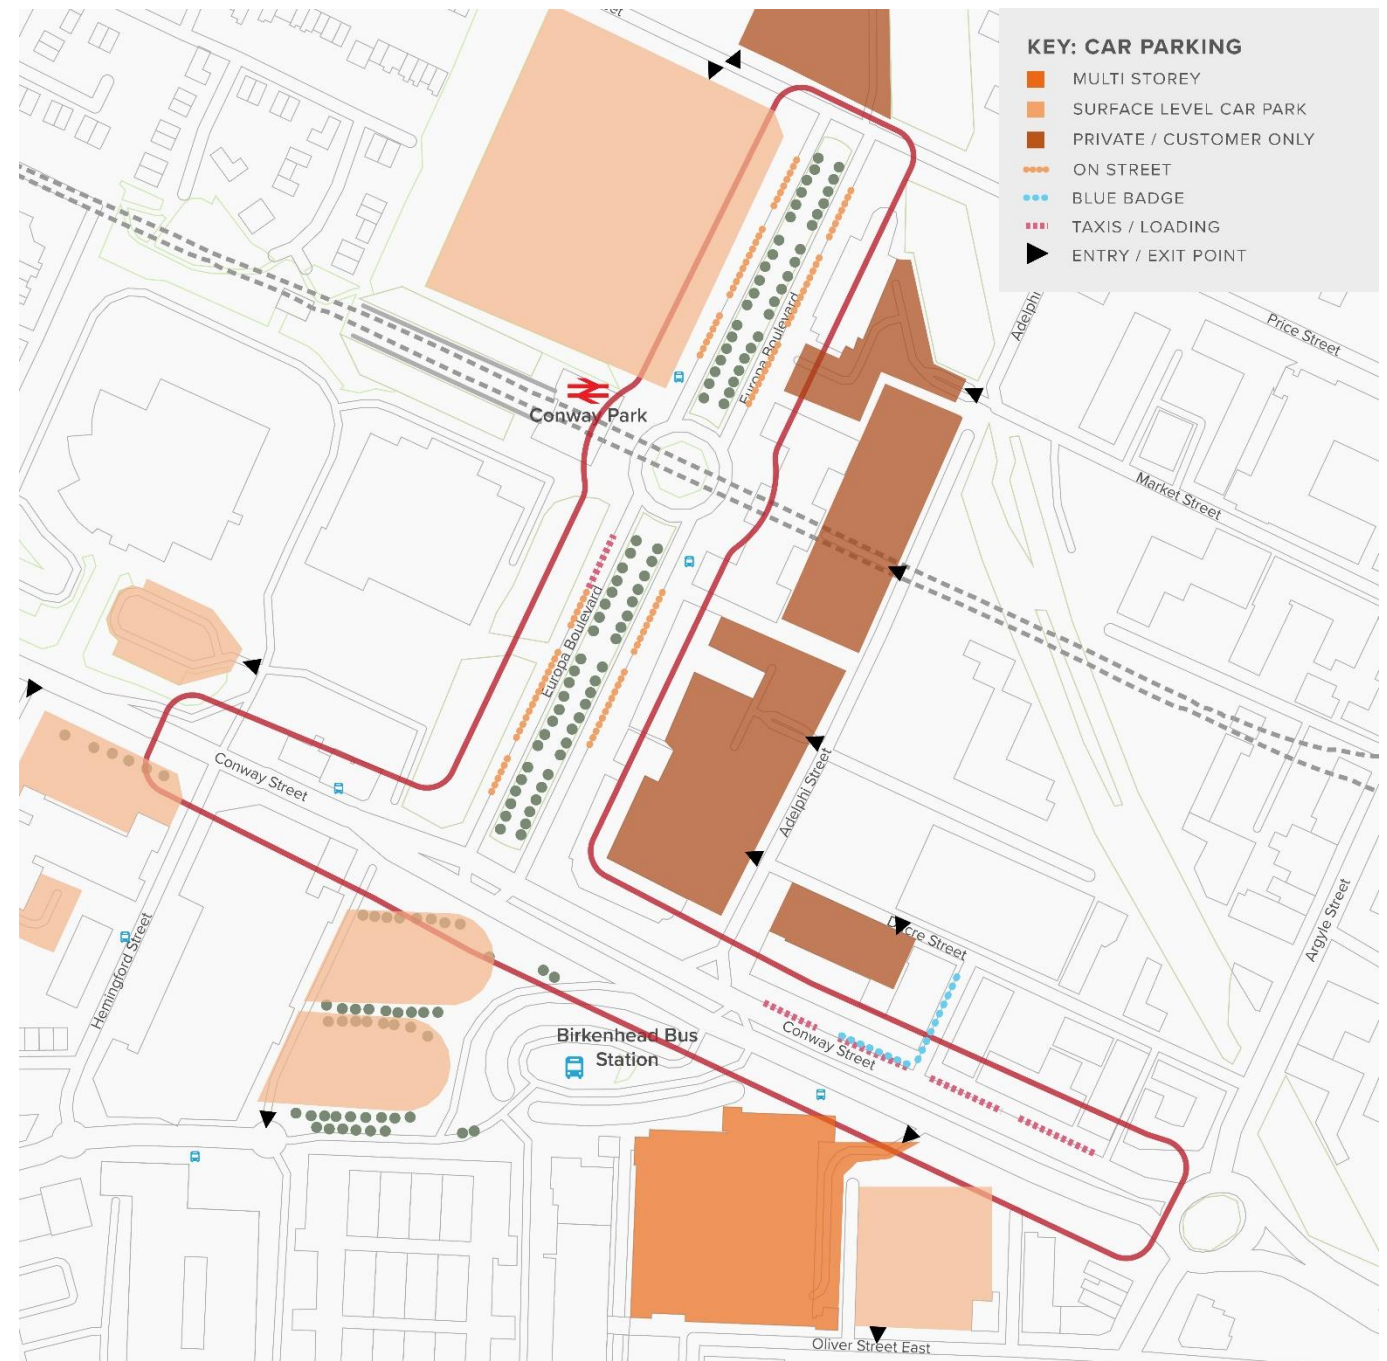 KEY: CAR PARKING
MULTI STOREY
SURFACE LEVEL CAR PARK
PRIVATE / CUSTOMER ONLY
ON STREET
BLUE BADGE
TAXIS / LOADING
ENTRY / EXIT POINT
Adelphi
Price Street
Europa Boulevard
Conway Park
Market Street
Europa Boulevard
Conway Street
Adelphi Street
Argyle Street
Hemingford Street
Dacre Street
Conway Street
Birkenhead Bus
Station
Oliver Street East